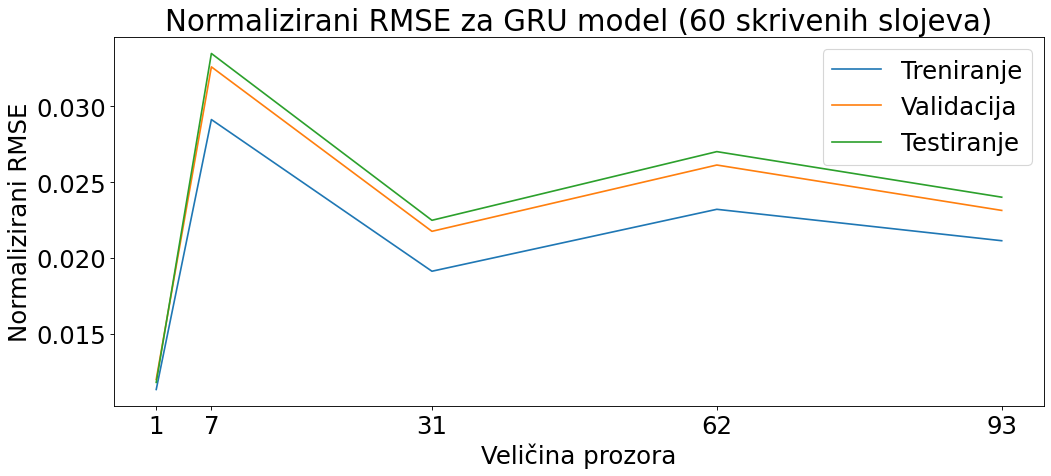 Normalizirani RMSE za GRU model (60 skrivenih slojeva)
Treniranje
Validacija
Testiranje
Normalizirani RMSE
0.030
0.025
0.020
0.015
1 7 31 62 93
Veličina prozora